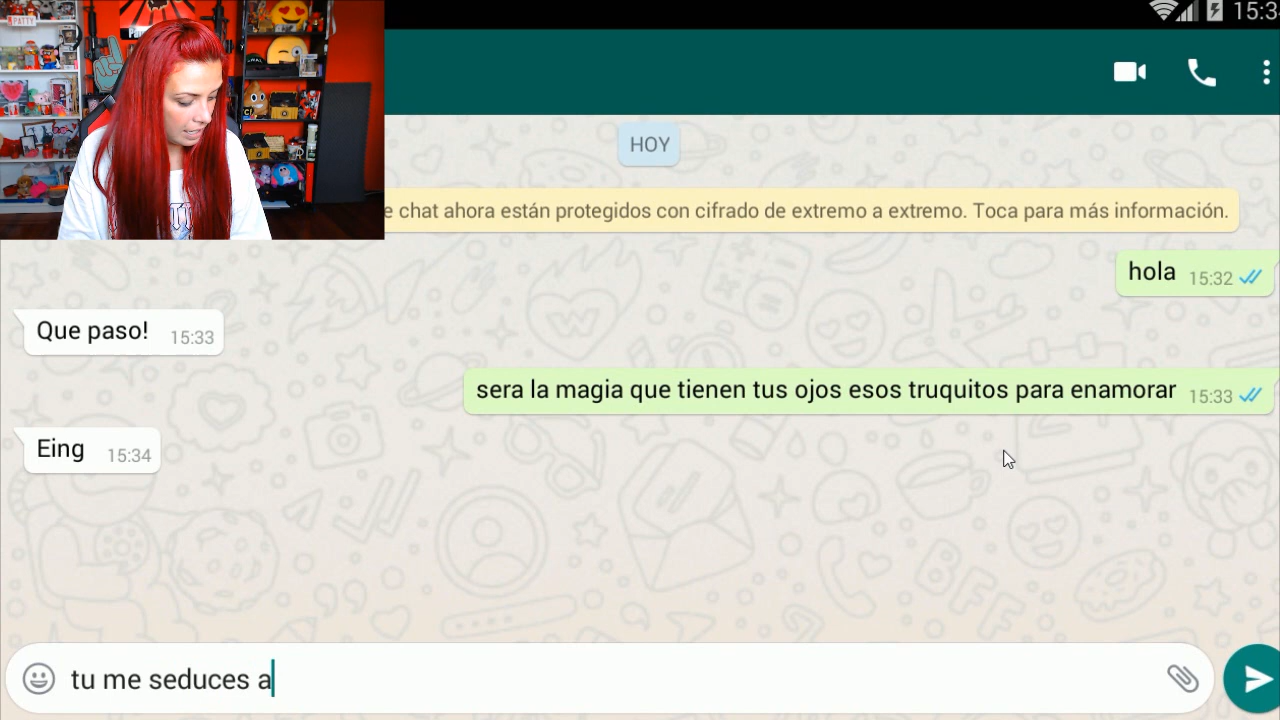 PATTY
15:3
HOY
e chat ahora están protegidos con cifrado de extremo a extremo. Toca para más información.
hola 15:32
Que paso! 15:33
sera la magia que tienen tus ojos esos truquitos para enamorar 15:33
Eing 15:34
tu me seduces a